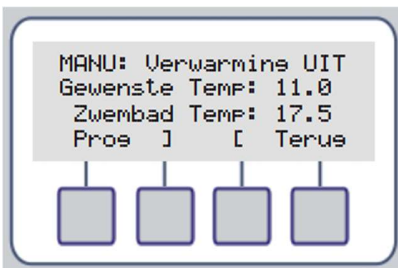 MANU: Verwarming UIT
Gewenste Temp: 11.0
Zwembad Temp: 17.5
Prog ] [ Terug